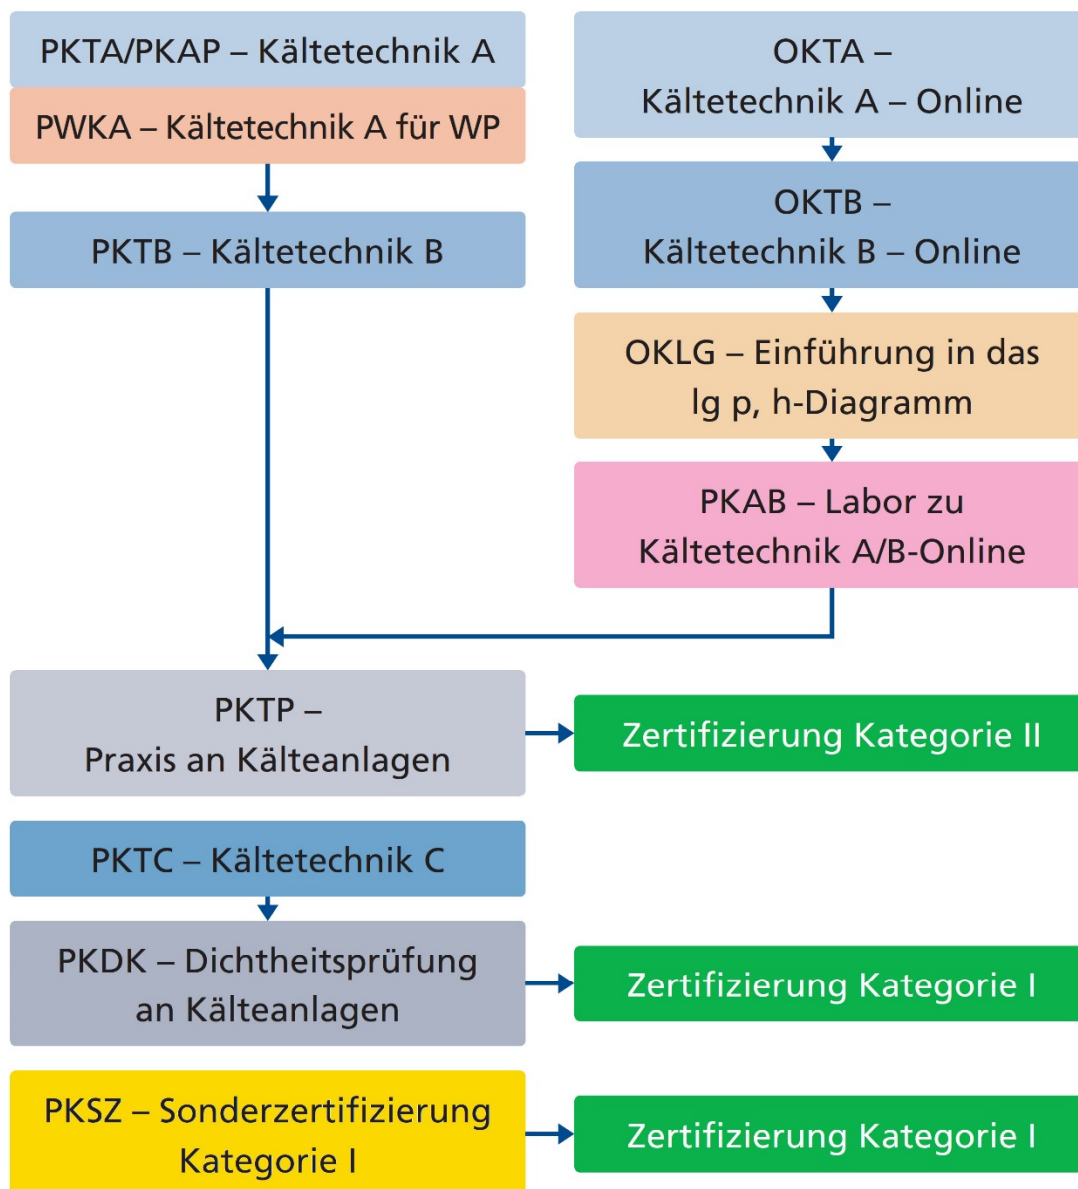 PKTA/PKAP – Kältetechnik A
PWKA – Kältetechnik A für WP
PKTB – Kältetechnik B
OKTA –
Kältetechnik A – Online
OKTB –
Kältetechnik B – Online
OKLG – Einführung in das
lg p, h-Diagramm
PKAB – Labor zu
Kältetechnik A/B-Online
PKTP –
Praxis an Kälteanlagen
Zertifizierung Kategorie II
PKTC – Kältetechnik C
PKDK – Dichtheitsprüfung
an Kälteanlagen
Zertifizierung Kategorie I
PKSZ – Sonderzertifizierung
Kategorie I
Zertifizierung Kategorie I